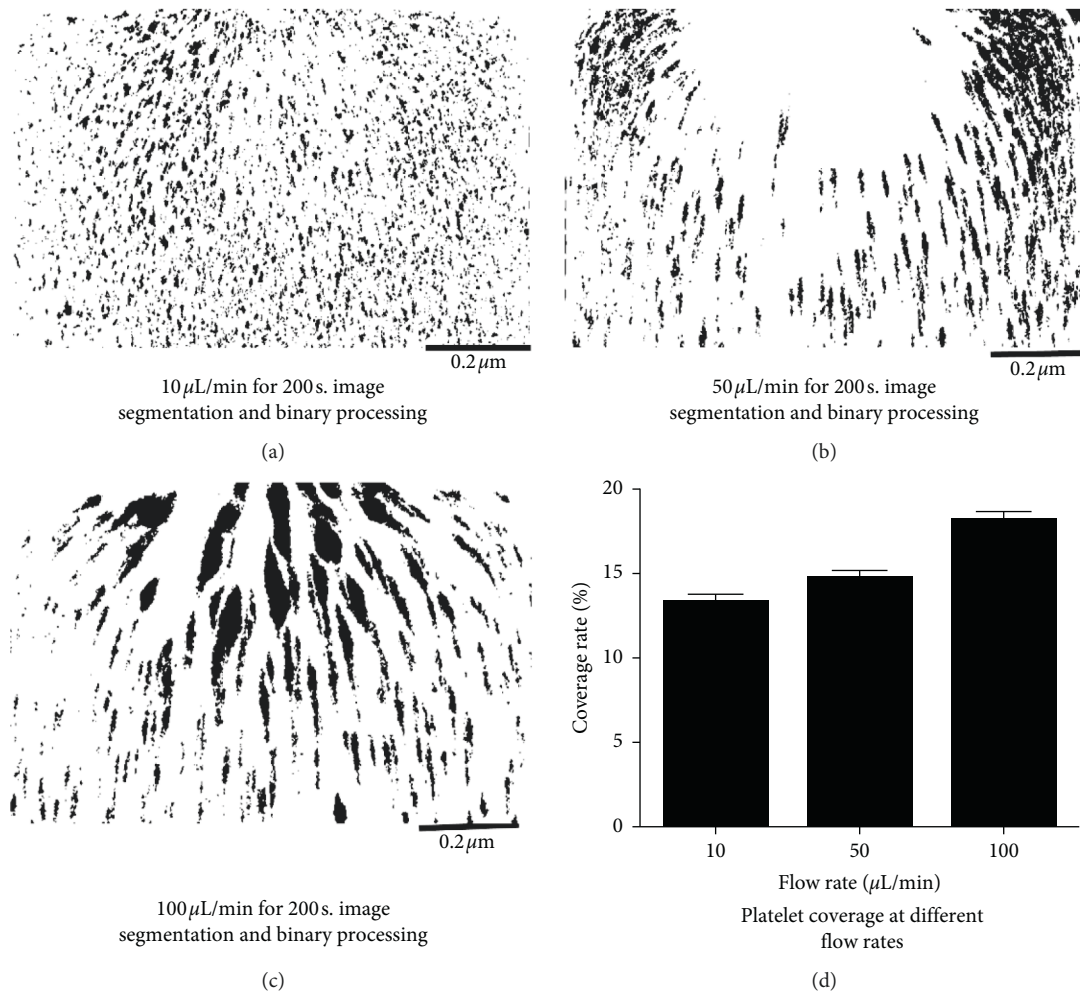 0.2 μm
10 μL/min for 200 s. image
segmentation and binary processing
(a)
0.2 μm
50 μL/min for 200 s. image
segmentation and binary processing
(b)
0.2 μm
100 μL/min for 200 s. image
segmentation and binary processing
(c)
20
15
10
5
0
Coverage rate (%)
10 50 100
Flow rate (μL/min)
Platelet coverage at different
flow rates
(d)